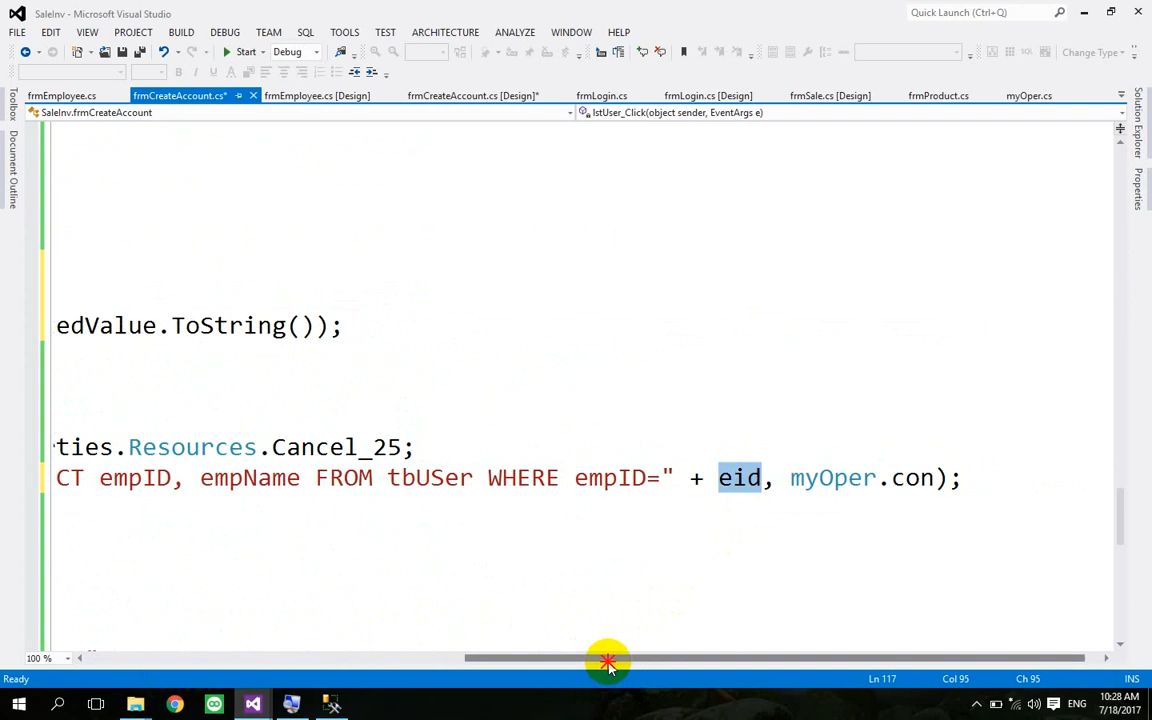 SaleInv - Microsoft Visual Studio
Quick Launch (Ctrl+Q)
FILE EDIT VIEW PROJECT BUILD DEBUG TEAM SQL TOOLS TEST ARCHITECTURE ANALYZE WINDOW HELP
Start Debug
Change Type
frmEmployee.cs frmCreateAccount.cs* frmEmployee.cs [Design] frmCreateAccount.cs [Design]* frmLogin.cs frmLogin.cs [Design] frmSale.cs [Design] frmProduct.cs myOper.cs
SaleInv.frmCreateAccount lstUser_Click(object sender, EventArgs e)
Toolbox
Document Outline
Solution Explorer
Properties
edValue.ToString());
ties.Resources.Cancel_25;
CT empID, empName FROM tbUSer WHERE empID=" + eid, myOper.con);
100 %
Ready Ln 117 Col 95 Ch 95 INS
ENG
10:28 AM
7/18/2017